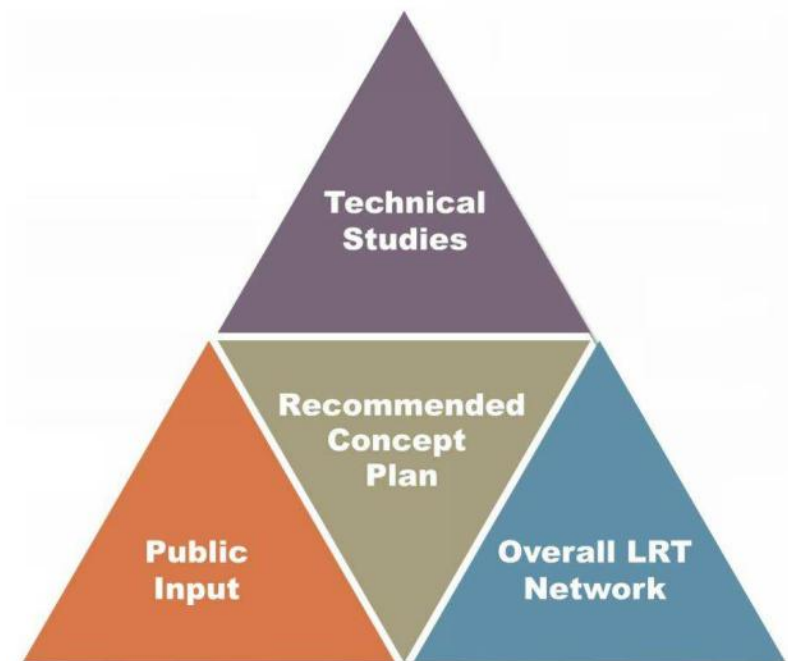 Technical
Studies
Recommended
Concept
Plan
Public
Input
Overall LRT
Network